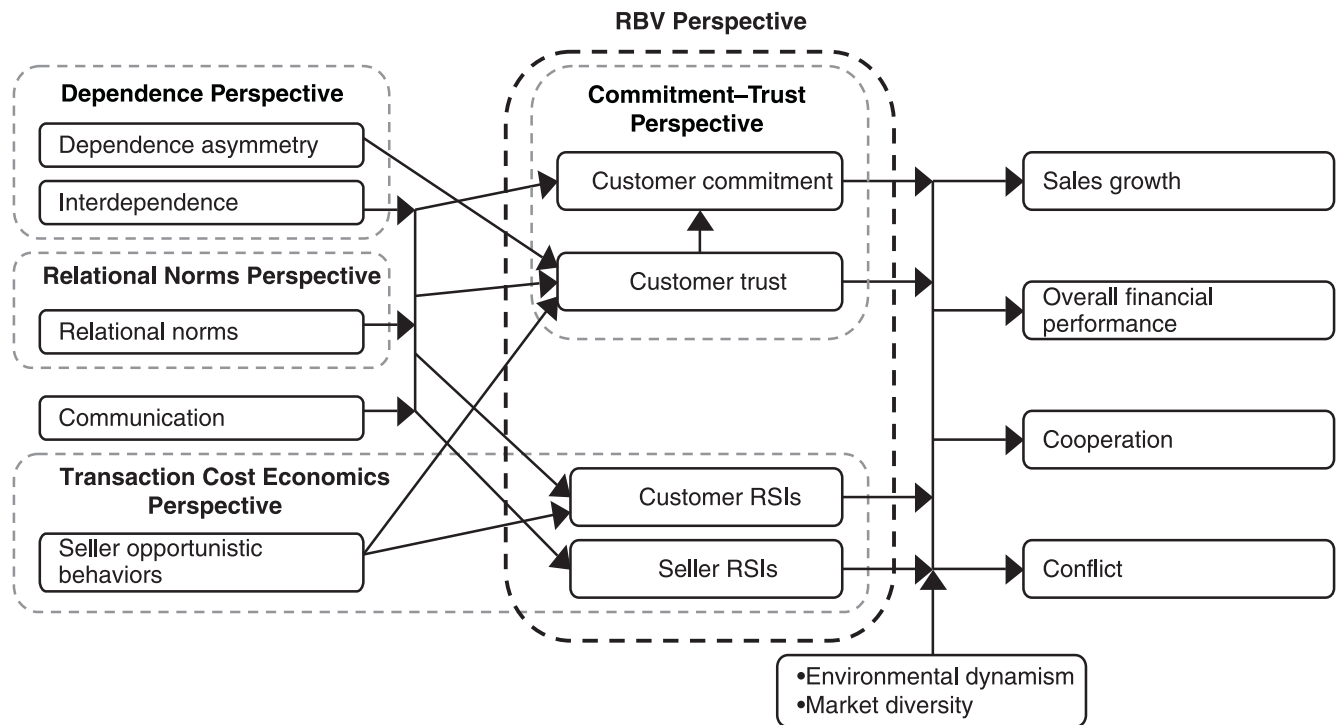 RBV Perspective
Dependence Perspective
Dependence asymmetry
Interdependence
Relational Norms Perspective
Relational norms
Communication
Transaction Cost Economics
Perspective
Seller opportunistic
behaviors
Commitment–Trust
Perspective
Customer commitment
Customer trust
Customer RSIs
Seller RSIs
Sales growth
Overall financial
performance
Cooperation
Conflict
•Environmental dynamism
•Market diversity